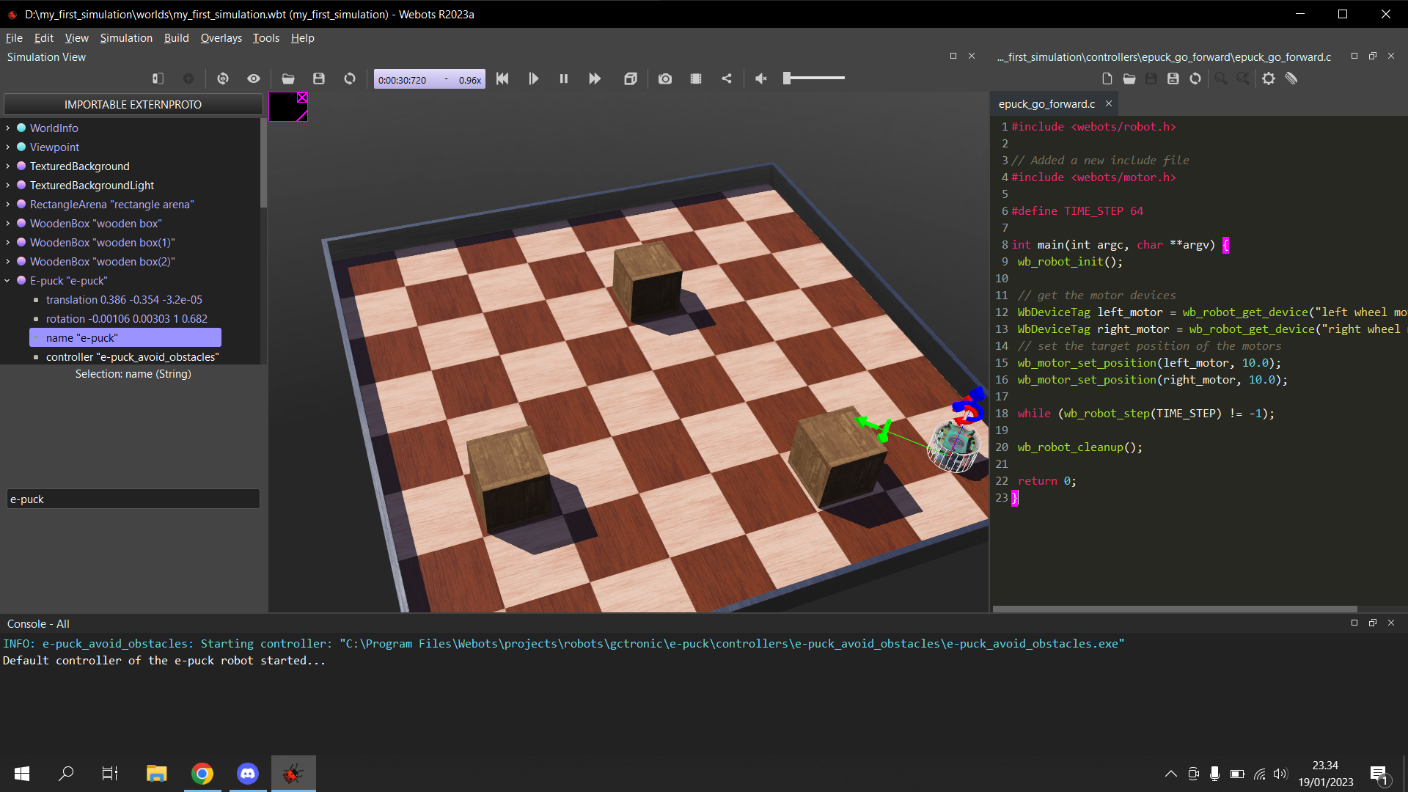 D:\my_first_simulation\worlds\my_first_simulation.wbt (my_first_simulation) - Webots R2023a
File Edit View Simulation Build Overlays Tools Help
Simulation View
0:00:30:720 - 0.96x
IMPORTABLE EXTERNPROTO
WorldInfo
Viewpoint
TexturedBackground
TexturedBackgroundLight
RectangleArena "rectangle arena"
WoodenBox "wooden box"
WoodenBox "wooden box(1)"
WoodenBox "wooden box(2)"
E-puck "e-puck"
translation 0.386 -0.354 -3.2e-05
rotation -0.00106 0.00303 1 0.682
name "e-puck"
controller "e-puck_avoid_obstacles"
Selection: name (String)
e-puck
..._first_simulation\controllers\epuck_go_forward\epuck_go_forward.c
epuck_go_forward.c
1 #include <webots/robot.h>
2
3 // Added a new include file
4 #include <webots/motor.h>
5
6 #define TIME_STEP 64
7
8 int main(int argc, char **argv) {
9 wb_robot_init();
10
11 // get the motor devices
12 WbDeviceTag left_motor = wb_robot_get_device("left wheel mo
13 WbDeviceTag right_motor = wb_robot_get_device("right wheel
14 // set the target position of the motors
15 wb_motor_set_position(left_motor, 10.0);
16 wb_motor_set_position(right_motor, 10.0);
17
18 while (wb_robot_step(TIME_STEP) != -1);
19
20 wb_robot_cleanup();
21
22 return 0;
23 }
Console - All
INFO: e-puck_avoid_obstacles: Starting controller: "C:\Program Files\Webots\projects\robots\gctronic\e-puck\controllers\e-puck_avoid_obstacles\e-puck_avoid_obstacles.exe"
Default controller of the e-puck robot started...
23.34
19/01/2023
1